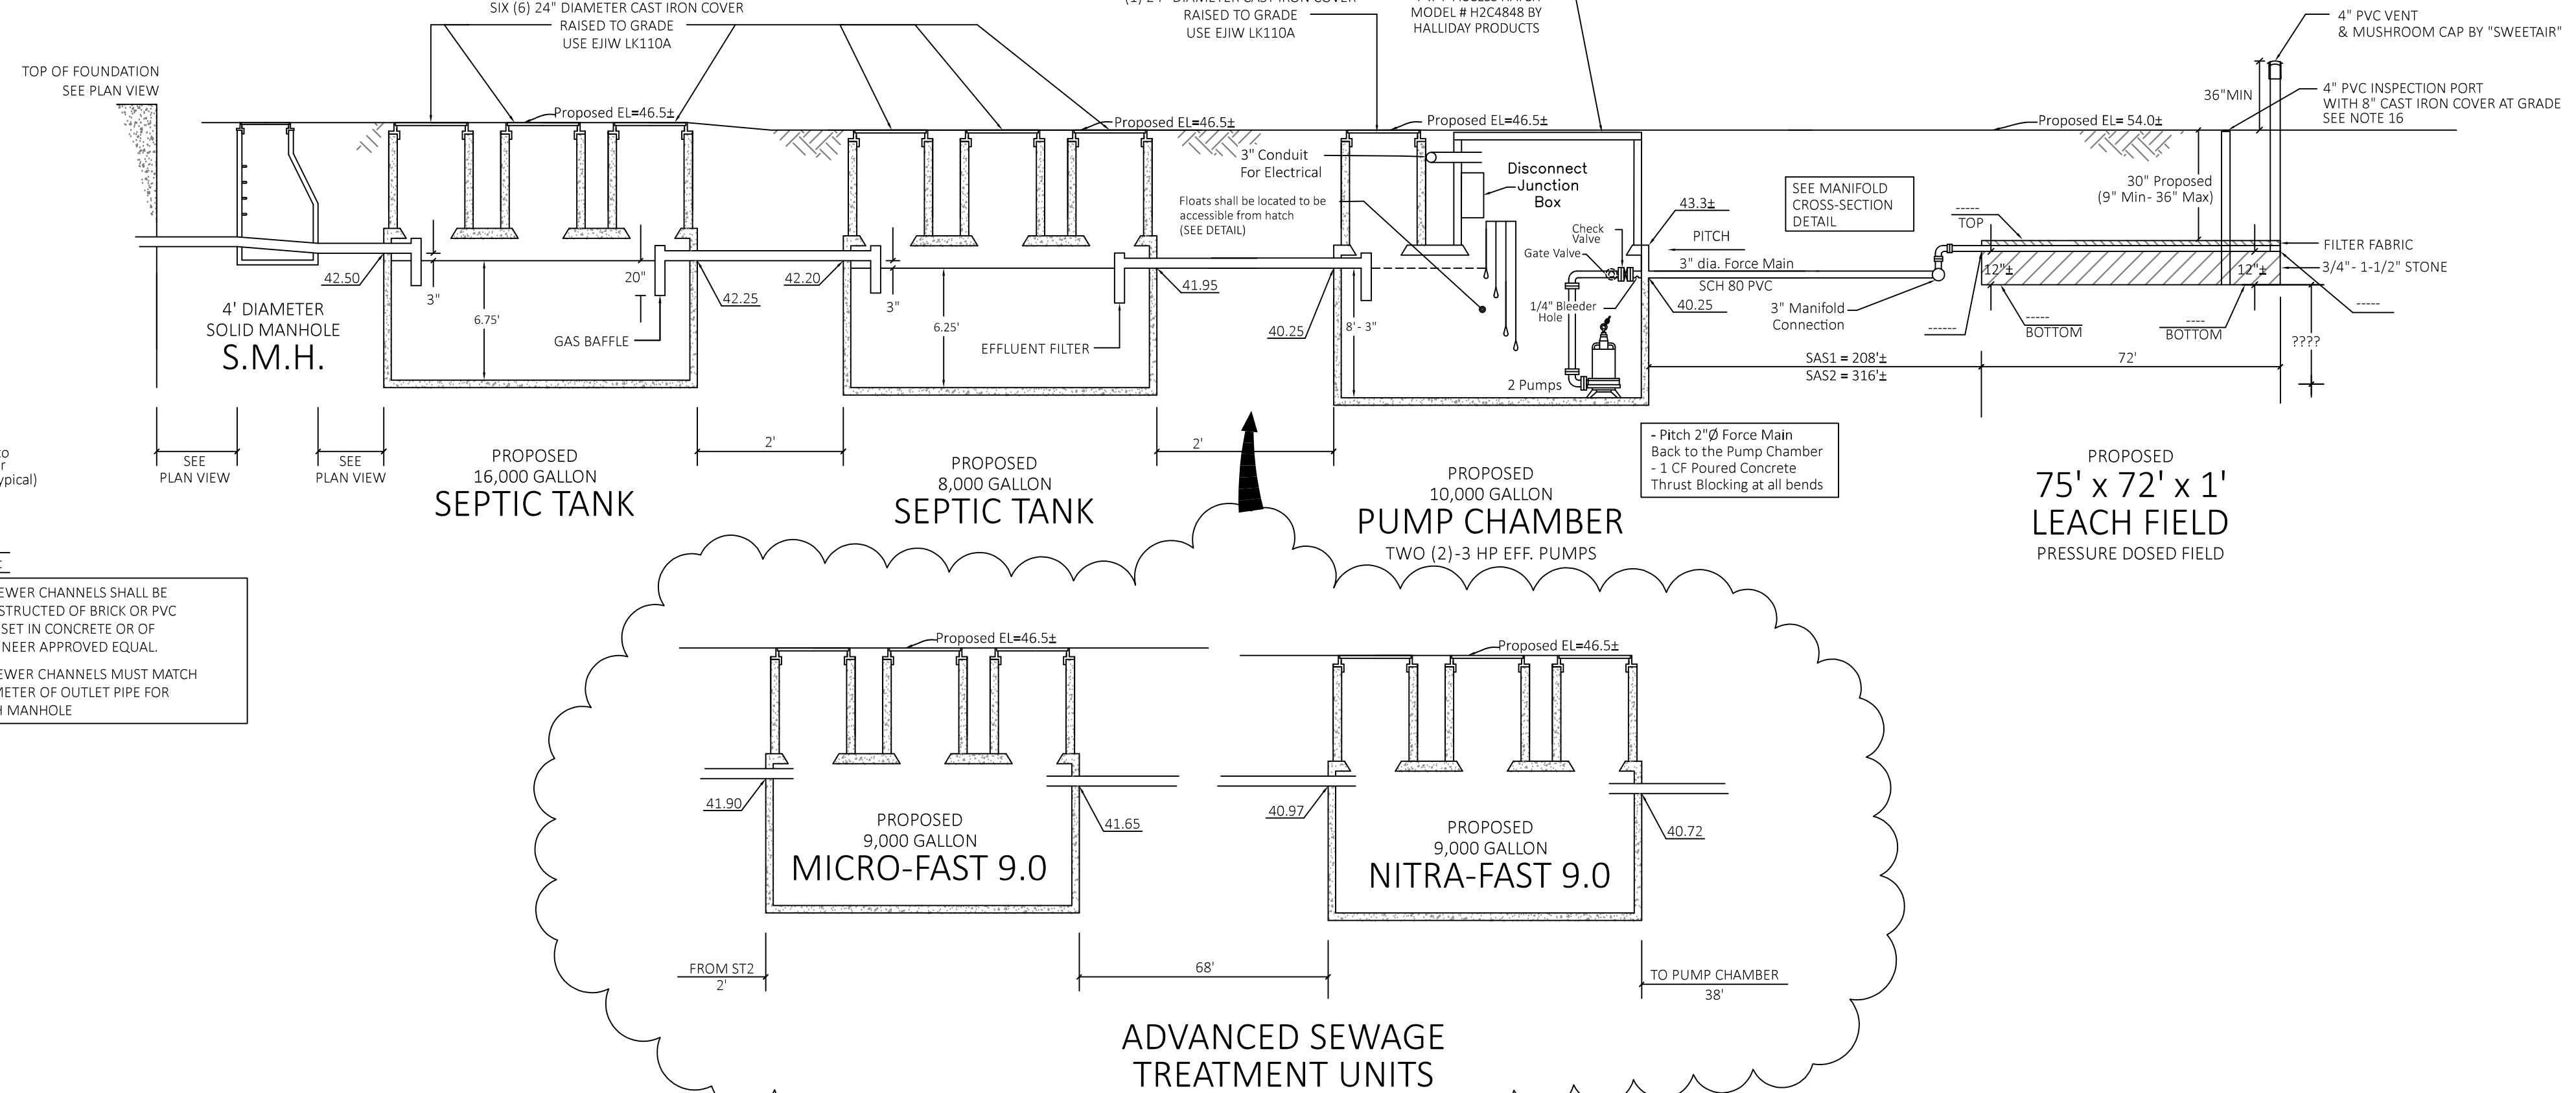 SIX (6) 24" DIAMETER CAST IRON COVER
RAISED TO GRADE
USE EJIW LK110A
(1) 24" DIAMETER CAST IRON COVER
RAISED TO GRADE
USE EJIW LK110A
MODEL # H2C4848 BY
HALLIDAY PRODUCTS
4" PVC VENT
& MUSHROOM CAP BY "SWEETAIR"
TOP OF FOUNDATION
SEE PLAN VIEW
36"MIN
4" PVC INSPECTION PORT
WITH 8" CAST IRON COVER AT GRADE
SEE NOTE 16
Proposed EL=46.5±
Proposed EL=46.5±
Proposed EL=46.5±
Proposed EL= 54.0±
3" Conduit
For Electrical
Disconnect
Junction
Box
Floats shall be located to be
accessible from hatch
(SEE DETAIL)
30" Proposed
(9" Min- 36" Max)
SEE MANIFOLD
CROSS-SECTION
DETAIL
43.3±
PITCH
Check
Valve
Gate Valve
-----
TOP
FILTER FABRIC
3/4"- 1-1/2" STONE
3" dia. Force Main
SCH 80 PVC
12"±
12"±
42.50
3"
20"
42.25
42.20
3"
41.95
40.25
8'- 3"
1/4" Bleeder
Hole
40.25
3" Manifold
Connection
------
-----
BOTTOM
----
BOTTOM
-----
????
4' DIAMETER
SOLID MANHOLE
S.M.H.
6.75'
GAS BAFFLE
6.25'
EFFLUENT FILTER
2 Pumps
SAS1 = 208'±
SAS2 = 316'±
72'
SEE
PLAN VIEW
SEE
PLAN VIEW
2'
2'
to
r
ypical)
PROPOSED
16,000 GALLON
SEPTIC TANK
PROPOSED
8,000 GALLON
SEPTIC TANK
PROPOSED
10,000 GALLON
PUMP CHAMBER
TWO (2)-3 HP EFF. PUMPS
- Pitch 2"Ø Force Main
Back to the Pump Chamber
- 1 CF Poured Concrete
Thrust Blocking at all bends
PROPOSED
75' x 72' x 1'
LEACH FIELD
PRESSURE DOSED FIELD
EWER CHANNELS SHALL BE
STRUCTED OF BRICK OR PVC
SET IN CONCRETE OR OF
NEER APPROVED EQUAL.
EWER CHANNELS MUST MATCH
METER OF OUTLET PIPE FOR
H MANHOLE
Proposed EL=46.5±
Proposed EL=46.5±
41.90
41.65
40.97
40.72
PROPOSED
9,000 GALLON
MICRO-FAST 9.0
PROPOSED
9,000 GALLON
NITRA-FAST 9.0
FROM ST2
2'
68'
TO PUMP CHAMBER
38'
ADVANCED SEWAGE
TREATMENT UNITS